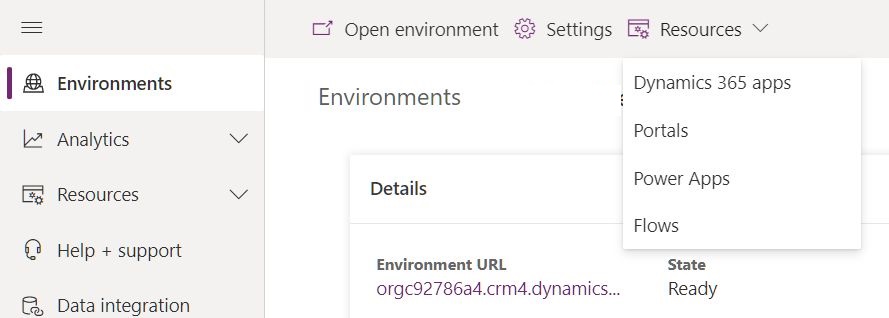 Open environment Settings Resources
Environments
Dynamics 365 apps
Environments
Analytics
Portals
Power Apps
Resources
Details
Flows
Help + support
Environment URL State
orgc92786a4.crm4.dynamics... Ready
Data integration